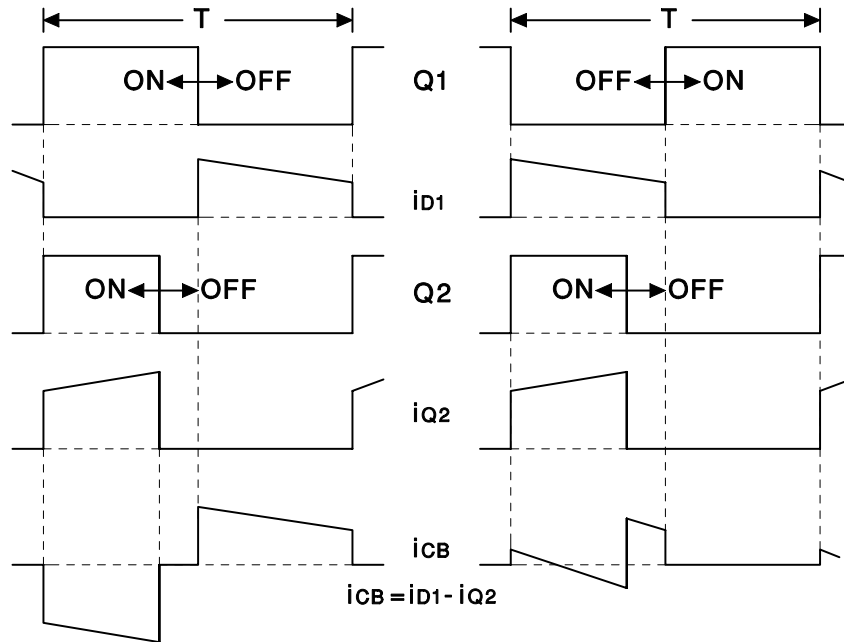 T T
ON OFF Q1 OFF ON
iD1
ON OFF Q2 ON OFF
iQ2
iCB
iCB = iD1 - iQ2